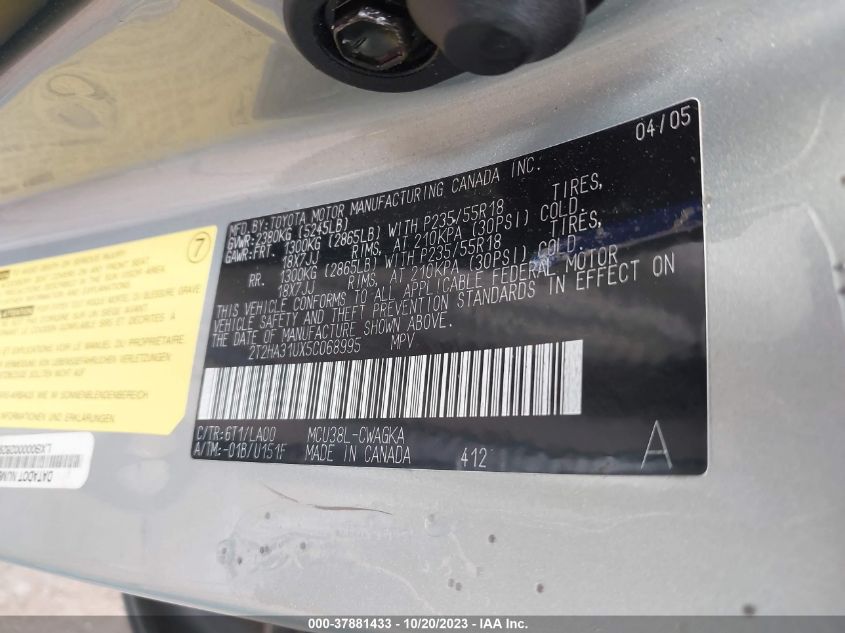 04/05
MFD. BY: TOYOTA MOTOR MANUFACTURING CANADA INC.
GVWR: 2380KG (5245LB)
GAWR: FRT. 1300KG (2865LB) WITH P235/55R18 TIRES,
18X7JJ RIMS, AT 210KPA (30PSI) COLD.
RR. 1300KG (2865LB) WITH P235/55R18 TIRES,
18X7JJ RIMS, AT 210KPA (30PSI) COLD.
THIS VEHICLE CONFORMS TO ALL APPLICABLE FEDERAL MOTOR
VEHICLE SAFETY AND THEFT PREVENTION STANDARDS IN EFFECT ON
THE DATE OF MANUFACTURE SHOWN ABOVE.
2T2HA31UX5C068995 MPV
C/TR: 6T1/LA00 MCU38L-CWAGKA
A/TM: -01B/U151F MADE IN CANADA 412 A
7
INFORMATIONEN UND ERKLÄRUNGEN.
DATADOT
000-37881433 - 10/20/2023 - IAA Inc.